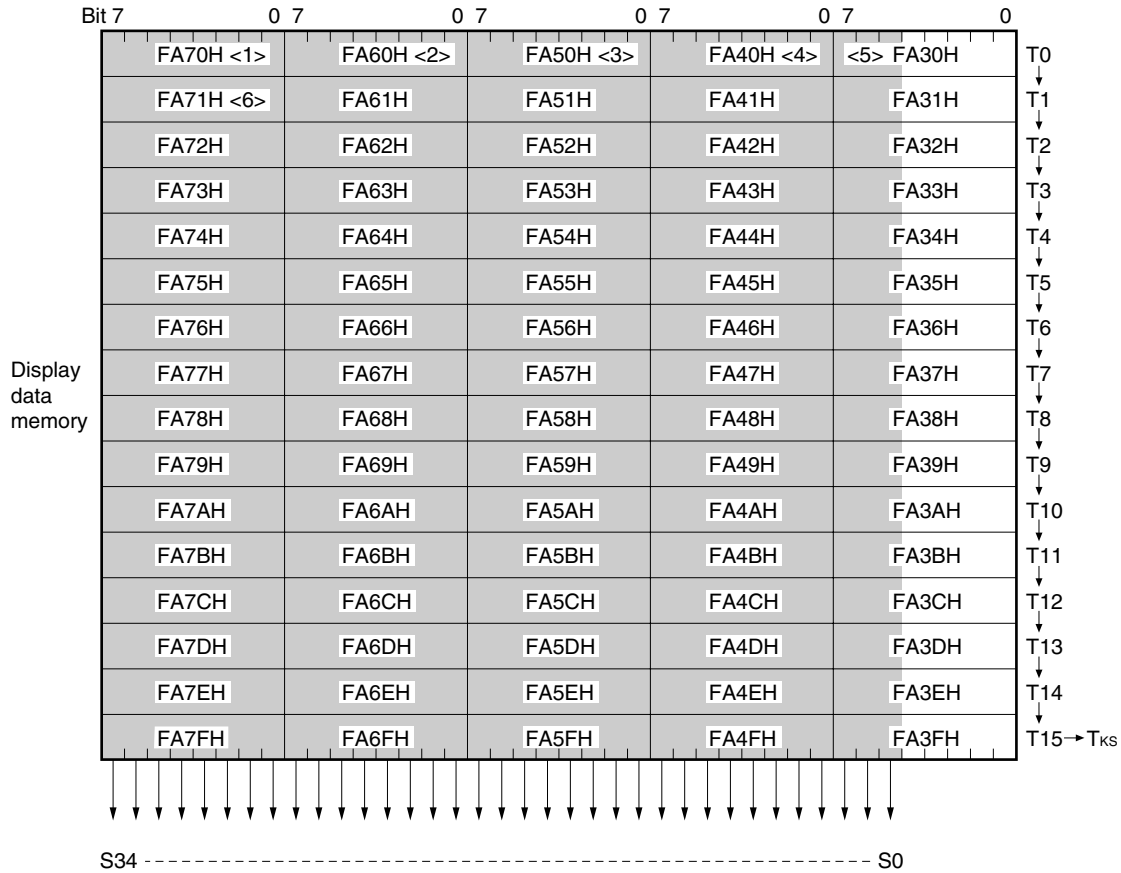 Bit 7 0 7 0 7 0 7 0 7 0
FA70H <1> FA60H <2> FA50H <3> FA40H <4> <5> FA30H T0
FA71H <6> FA61H FA51H FA41H FA31H T1
FA72H FA62H FA52H FA42H FA32H T2
FA73H FA63H FA53H FA43H FA33H T3
FA74H FA64H FA54H FA44H FA34H T4
FA75H FA65H FA55H FA45H FA35H T5
FA76H FA66H FA56H FA46H FA36H T6
Display
data
memory
FA77H FA67H FA57H FA47H FA37H T7
FA78H FA68H FA58H FA48H FA38H T8
FA79H FA69H FA59H FA49H FA39H T9
FA7AH FA6AH FA5AH FA4AH FA3AH T10
FA7BH FA6BH FA5BH FA4BH FA3BH T11
FA7CH FA6CH FA5CH FA4CH FA3CH T12
FA7DH FA6DH FA5DH FA4DH FA3DH T13
FA7EH FA6EH FA5EH FA4EH FA3EH T14
FA7FH FA6FH FA5FH FA4FH FA3FH T15 → TKS
S34 S0